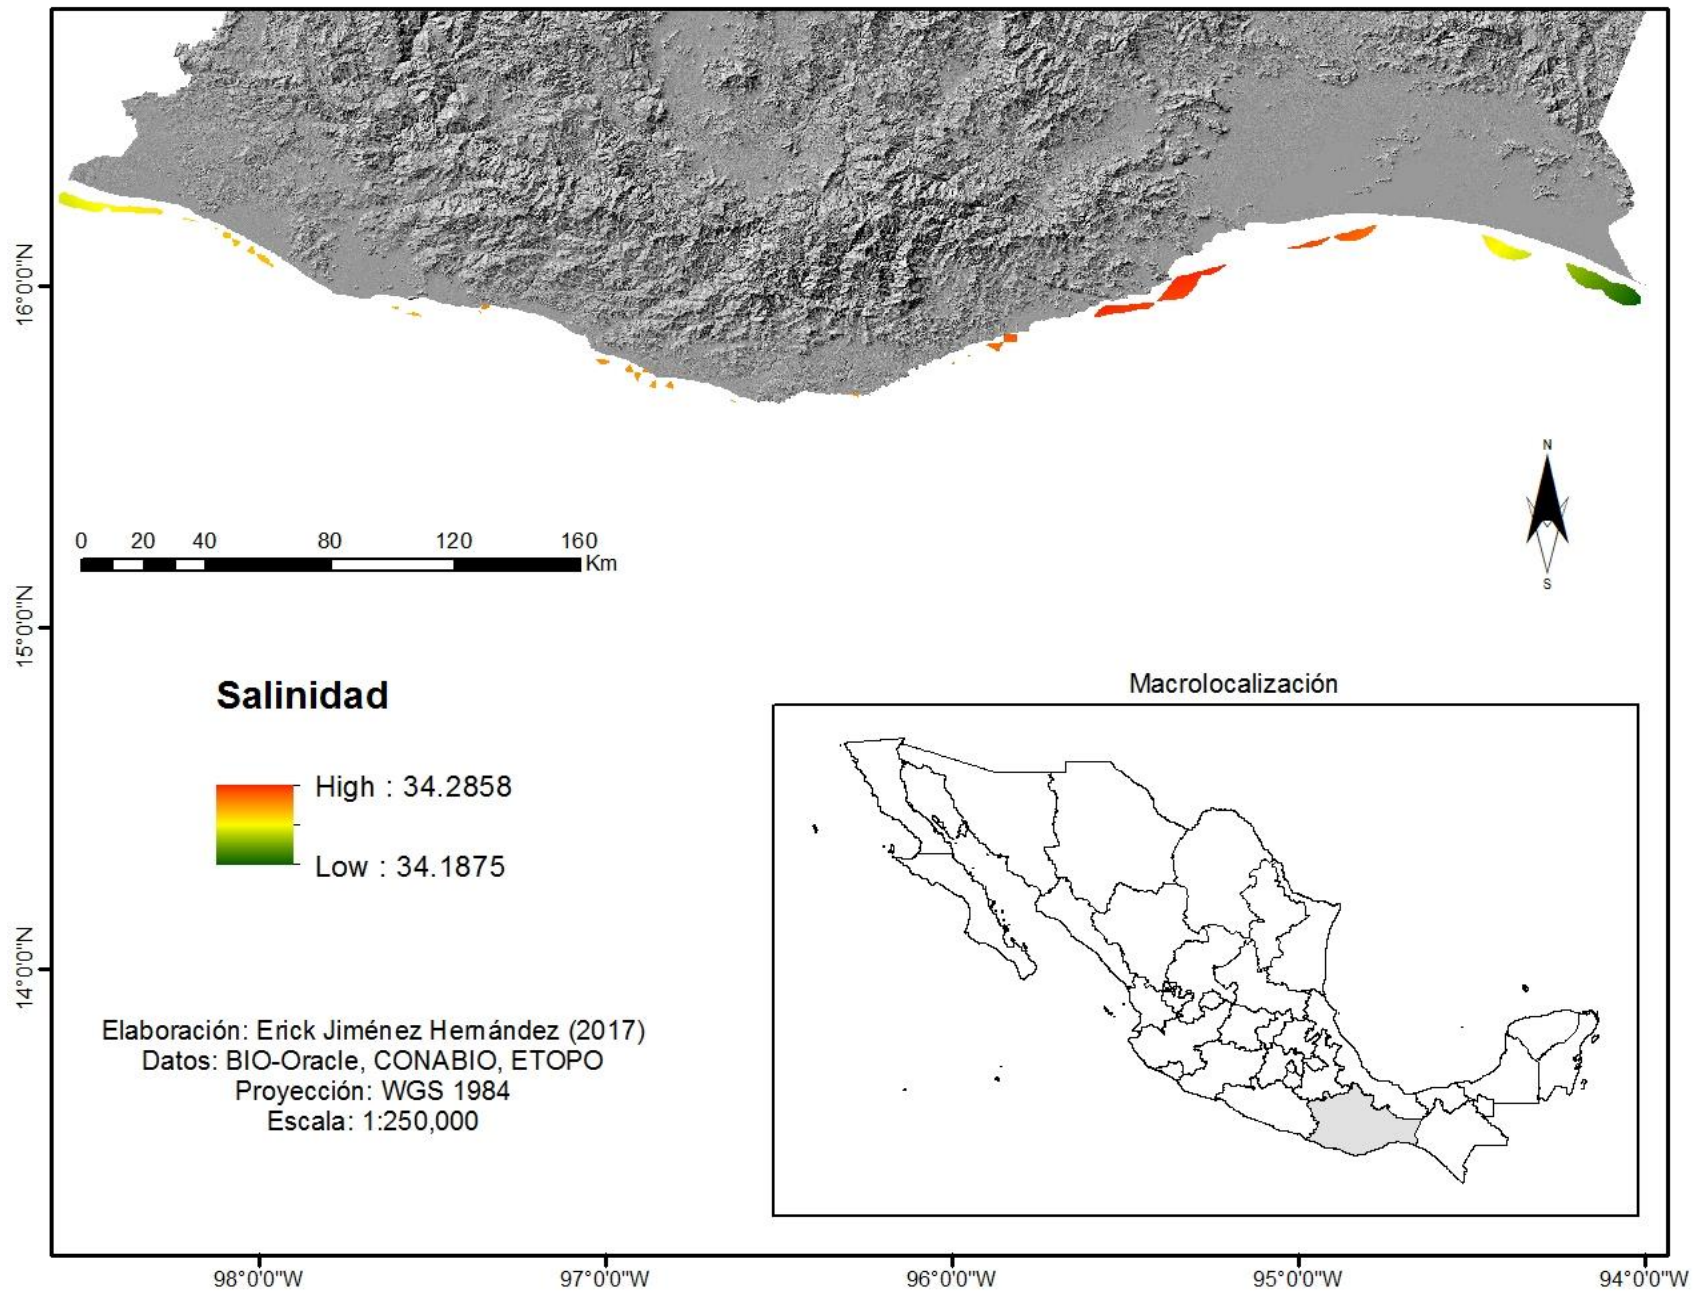 16°0'0"N
15°0'0"N
14°0'0"N
N
S
0 20 40 80 120 160
Km
Salinidad
High : 34.2858
Low : 34.1875
Macrolocalización
Elaboración: Erick Jiménez Hernández (2017)
Datos: BIO-Oracle, CONABIO, ETOPO
Proyección: WGS 1984
Escala: 1:250,000
98°0'0"W 97°0'0"W 96°0'0"W 95°0'0"W 94°0'0"W